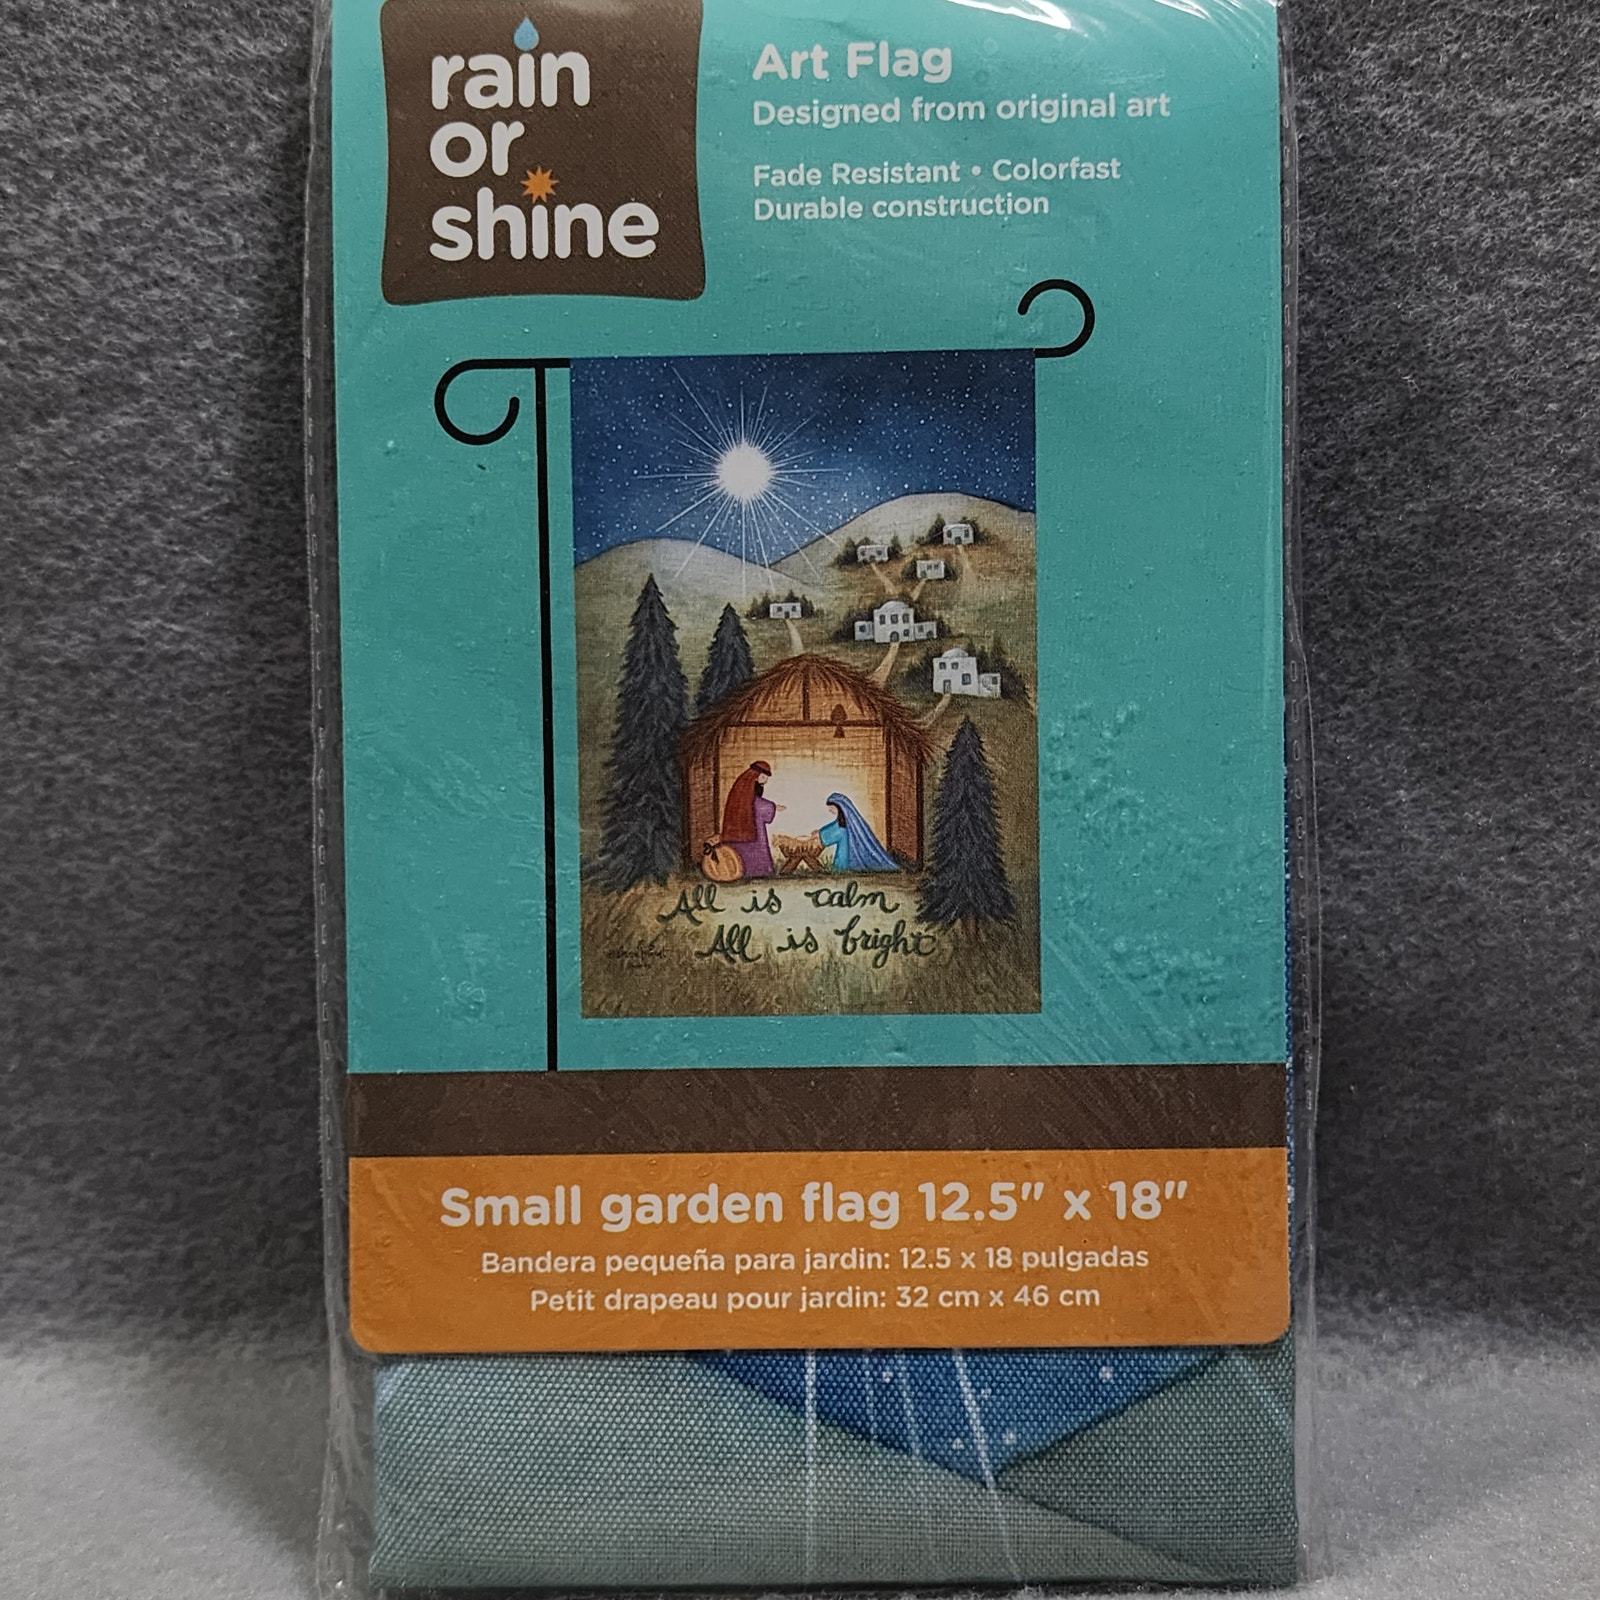 rain
or
shine
Art Flag
Designed from original art
Fade Resistant • Colorfast
Durable construction
All is calm
All is bright
Small garden flag 12.5" x 18"
Bandera pequeña para jardin: 12.5 x 18 pulgadas
Petit drapeau pour jardin: 32 cm x 46 cm